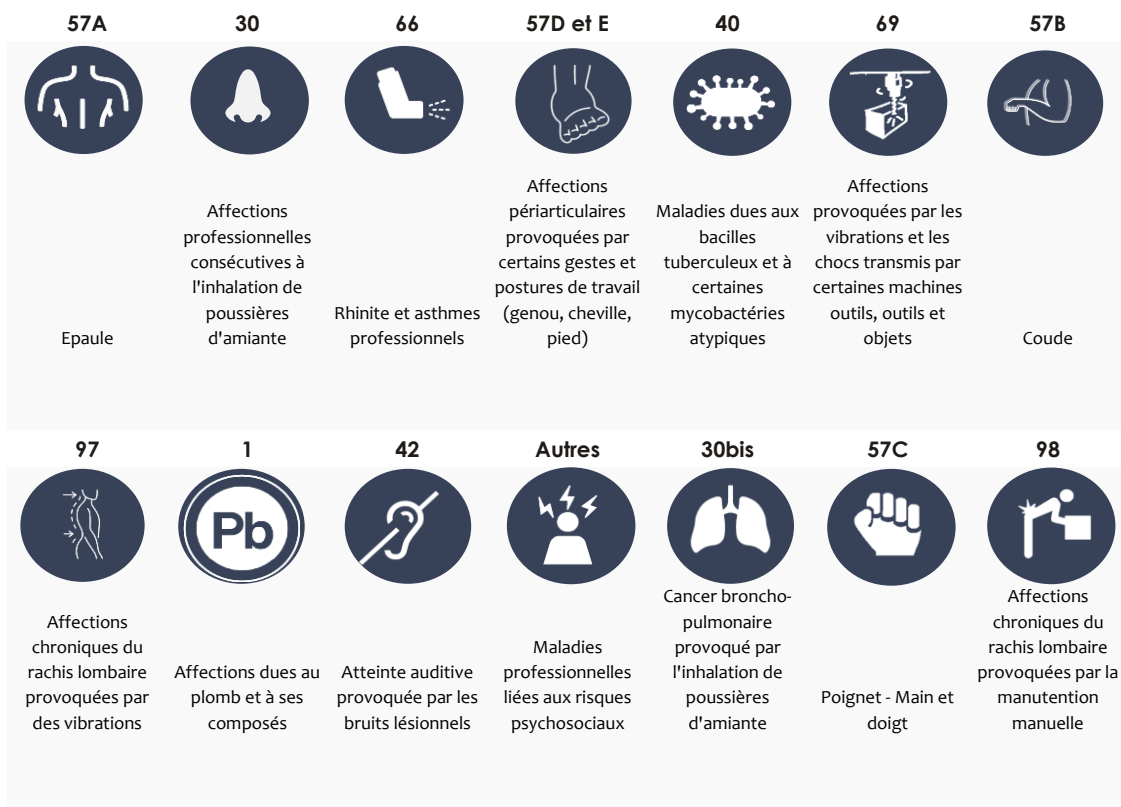 57A
30
66
57D et E
40
69
57B
Epaule
Affections
professionnelles
consécutives à
l'inhalation de
poussières
d'amiante
Rhinite et asthmes
professionnels
Affections
périarticulaires
provoquées par
certains gestes et
postures de travail
(genou, cheville,
pied)
Maladies dues aux
bacilles
tuberculeux et à
certaines
mycobactéries
atypiques
Affections
provoquées par les
vibrations et les
chocs transmis par
certaines machines
outils, outils et
objets
Coude
97
1
42
Autres
30bis
57C
98
Pb
Affections
chroniques du
rachis lombaire
provoquées par
des vibrations
Affections dues au
plomb et à ses
composés
Atteinte auditive
provoquée par les
bruits lésionnels
Maladies
professionnelles
liées aux risques
psychosociaux
Cancer broncho-
pulmonaire
provoqué par
l'inhalation de
poussières
d'amiante
Poignet - Main et
doigt
Affections
chroniques du
rachis lombaire
provoquées par la
manutention
manuelle